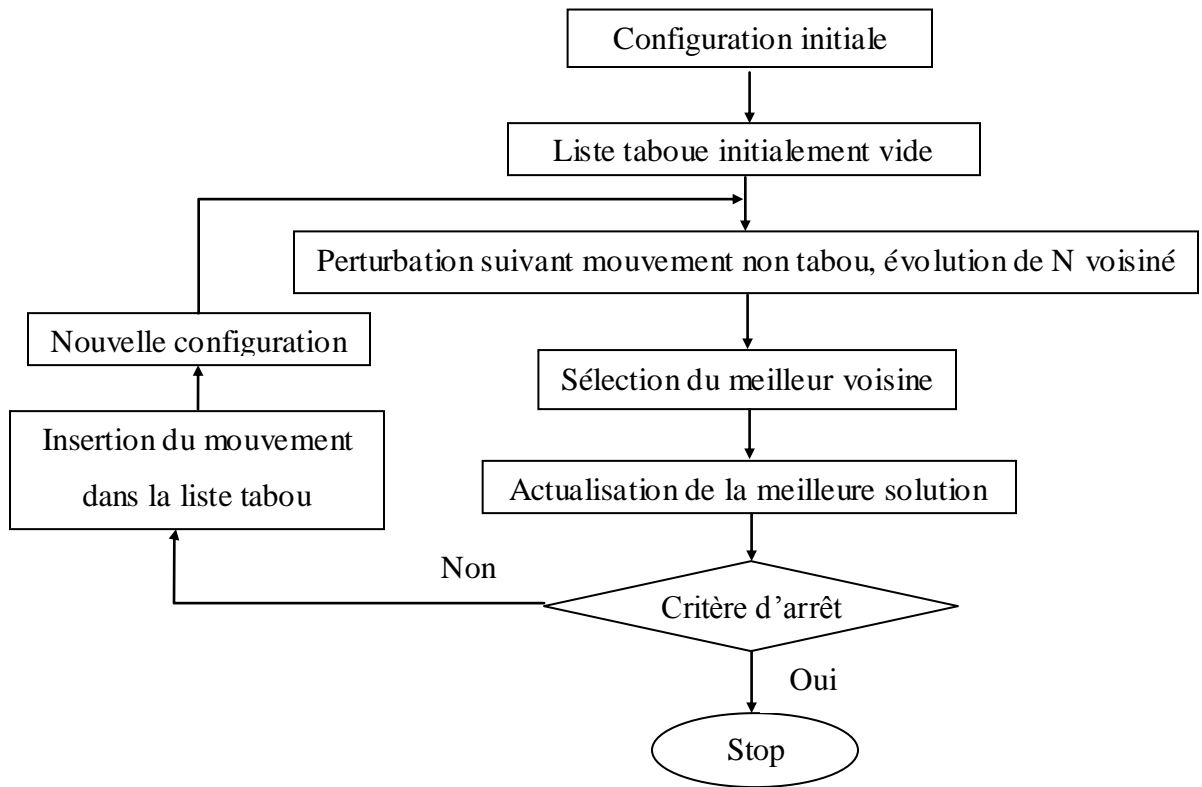 Configuration initiale
Liste taboue initialement vide
Perturbation suivant mouvement non tabou, évolution de N voisiné
Nouvelle configuration
Sélection du meilleur voisine
Insertion du mouvement
dans la liste tabou
Actualisation de la meilleure solution
Non
Critère d’arrêt
Oui
Stop